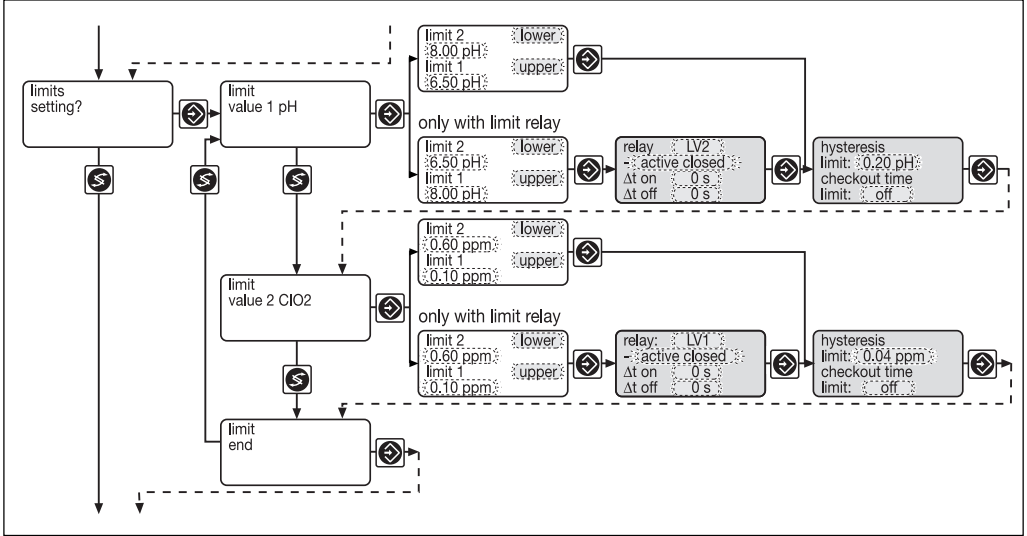 limits
setting?
limit
value 1 pH
limit 2 lower
8.00 pH
limit 1 upper
6.50 pH
only with limit relay
limit 2 lower
6.50 pH
limit 1 upper
8.00 pH
relay LV2
- active closed
Δt on 0 s
Δt off 0 s
hysteresis
limit: 0.20 pH
checkout time
limit: off
limit
value 2 ClO2
limit 2 lower
0.60 ppm
limit 1 upper
0.10 ppm
only with limit relay
limit 2 lower
0.60 ppm
limit 1 upper
0.10 ppm
relay: LV1
- active closed
Δt on 0 s
Δt off 0 s
hysteresis
limit: 0.04 ppm
checkout time
limit: off
limit
end